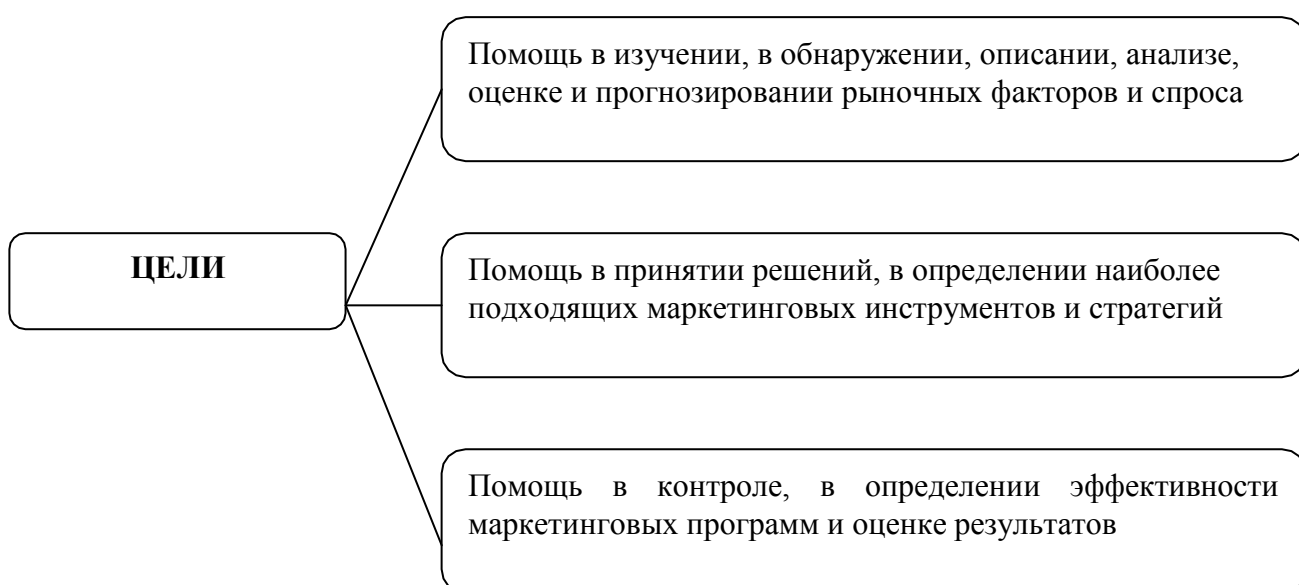 Помощь в изучении, в обнаружении, описании, анализе,
оценке и прогнозировании рыночных факторов и спроса
ЦЕЛИ
Помощь в принятии решений, в определении наиболее
подходящих маркетинговых инструментов и стратегий
Помощь в контроле, в определении эффективности
маркетинговых программ и оценке результатов